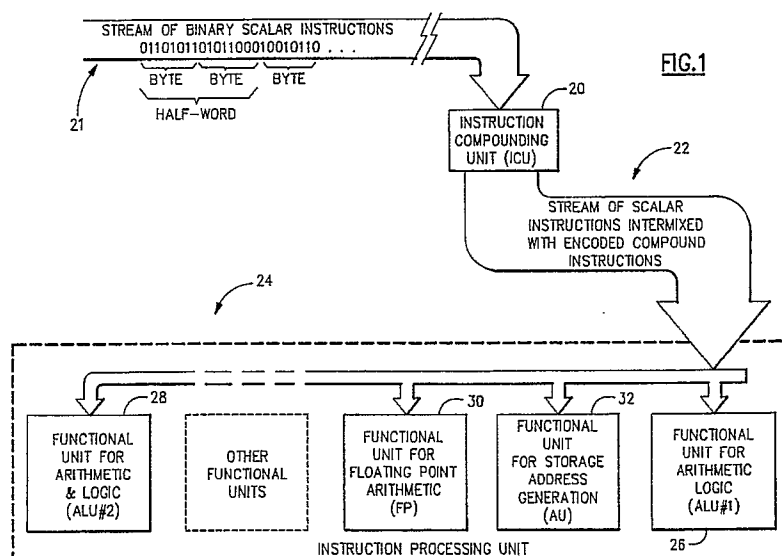 STREAM OF BINARY SCALAR INSTRUCTIONS
011010110101100010010110 ...
BYTE BYTE BYTE
HALF-WORD
21
FIG.1
20
INSTRUCTION
COMPOUNDING
UNIT (ICU)
22
STREAM OF SCALAR
INSTRUCTIONS INTERMIXED
WITH ENCODED COMPOUND
INSTRUCTIONS
24
28
FUNCTIONAL
UNIT FOR
ARITHMETIC
& LOGIC
(ALU#2)
OTHER
FUNCTIONAL
UNITS
30
FUNCTIONAL
UNIT FOR
FLOATING POINT
ARITHMETIC
(FP)
32
FUNCTIONAL
UNIT
FOR STORAGE
ADDRESS
GENERATION
(AU)
FUNCTIONAL
UNIT FOR
ARITHMETIC
LOGIC
(ALU#1)
26
INSTRUCTION PROCESSING UNIT